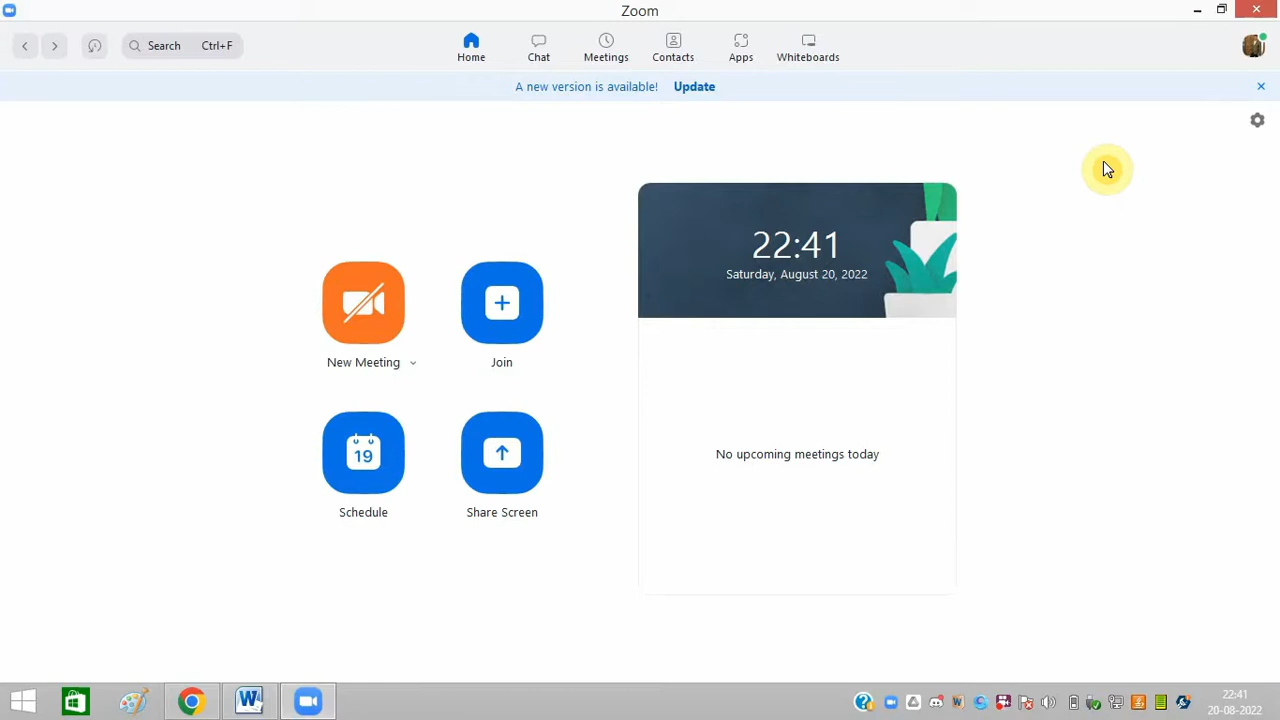 Zoom
Search Ctrl+F
Home
Chat
Meetings
Contacts
Apps
Whiteboards
A new version is available! Update
22:41
Saturday, August 20, 2022
New Meeting
Join
19
Schedule
Share Screen
No upcoming meetings today
22:41
20-08-2022